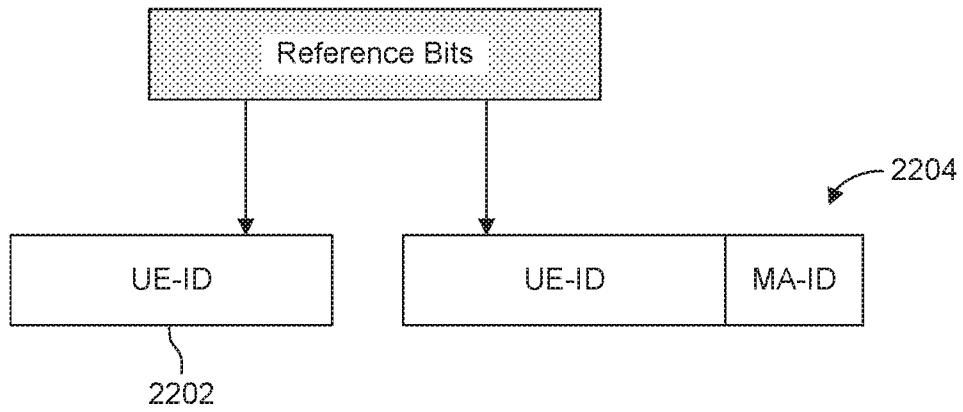 Reference Bits
2204
UE-ID
UE-ID
MA-ID
2202